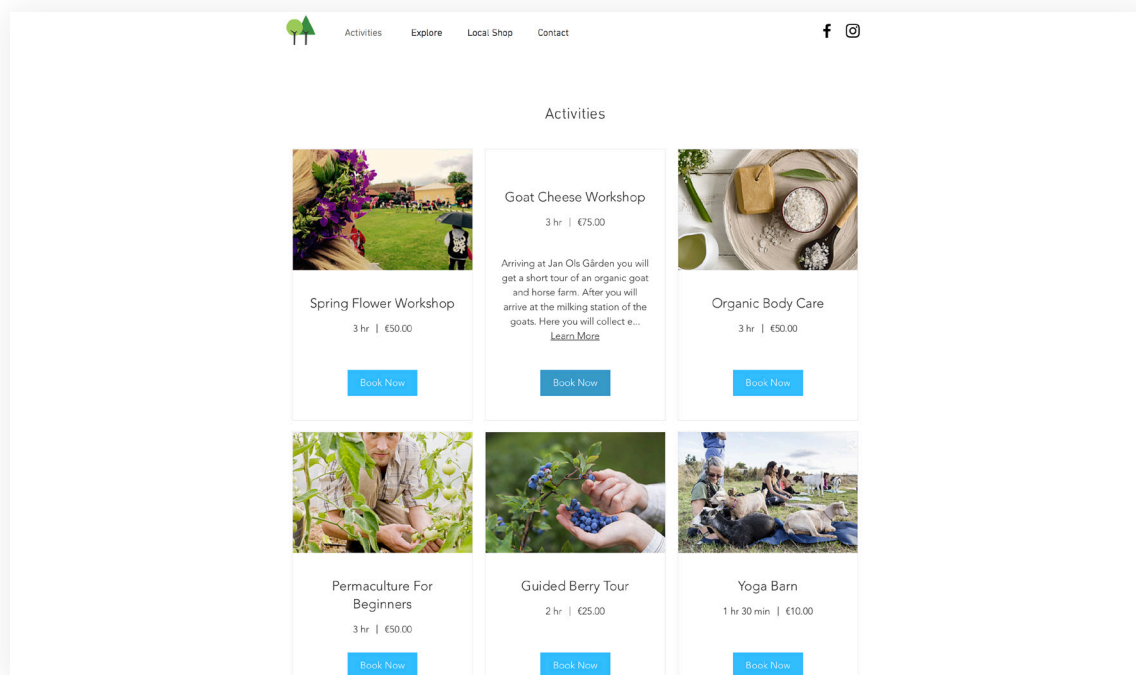 Activities
Explore
Local Shop
Contact
Activities
Spring Flower Workshop
3 hr | €50.00
Book Now
Goat Cheese Workshop
3 hr | €75.00
Arriving at Jan Ols Gården you will
get a short tour of an organic goat
and horse farm. After you will
arrive at the milking station of the
goats. Here you will collect e...
Learn More
Book Now
Organic Body Care
3 hr | €50.00
Book Now
Permaculture For
Beginners
3 hr | €50.00
Book Now
Guided Berry Tour
2 hr | €25.00
Book Now
Yoga Barn
1 hr 30 min | €10.00
Book Now